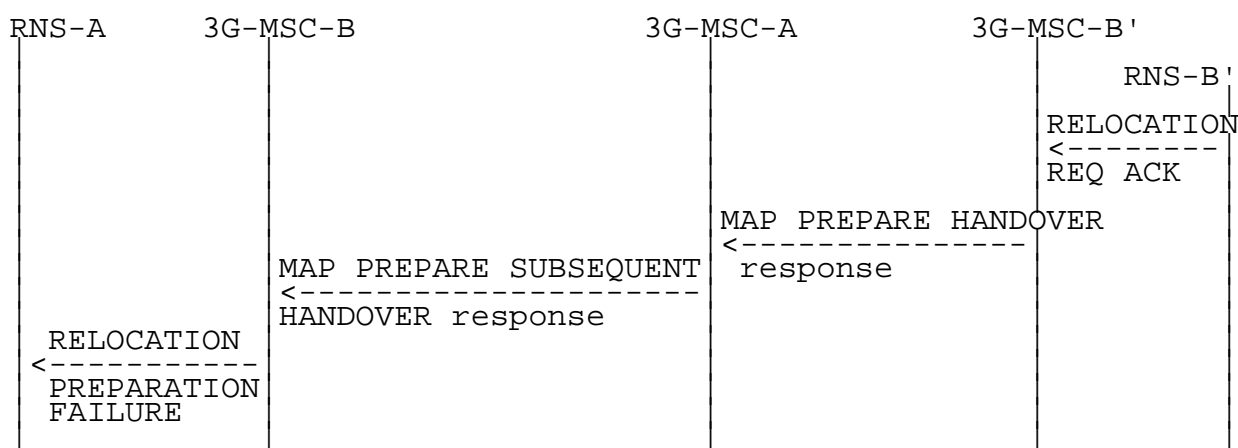 RNS-A 3G-MSC-B 3G-MSC-A 3G-MSC-B'
RNS-B'
RELOCATION
REQ ACK
MAP PREPARE HANDOVER
response
MAP PREPARE SUBSEQUENT
HANDOVER response
RELOCATION
PREPARATION
FAILURE